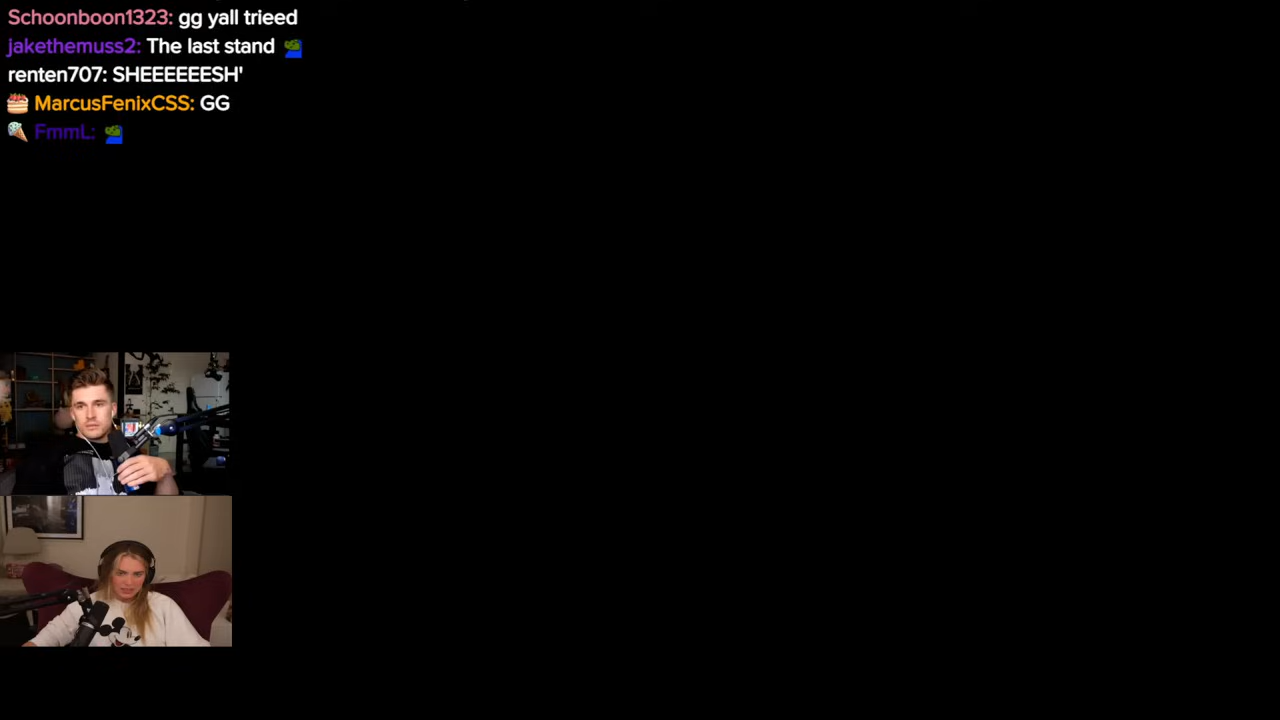 Schoonboon1323: gg yall trieed
jakethemuss2: The last stand
renten707: SHEEEEEESH'
MarcusFenixCSS: GG
FmmL: